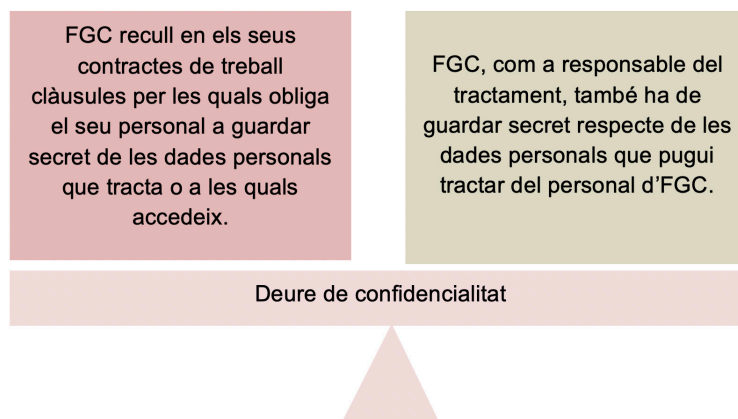 FGC recull en els seus
contractes de treball
clàusules per les quals obliga
el seu personal a guardar
secret de les dades personals
que tracta o a les quals
accedeix.
FGC, com a responsable del
tractament, també ha de
guardar secret respecte de les
dades personals que pugui
tractar del personal d’FGC.
Deure de confidencialitat